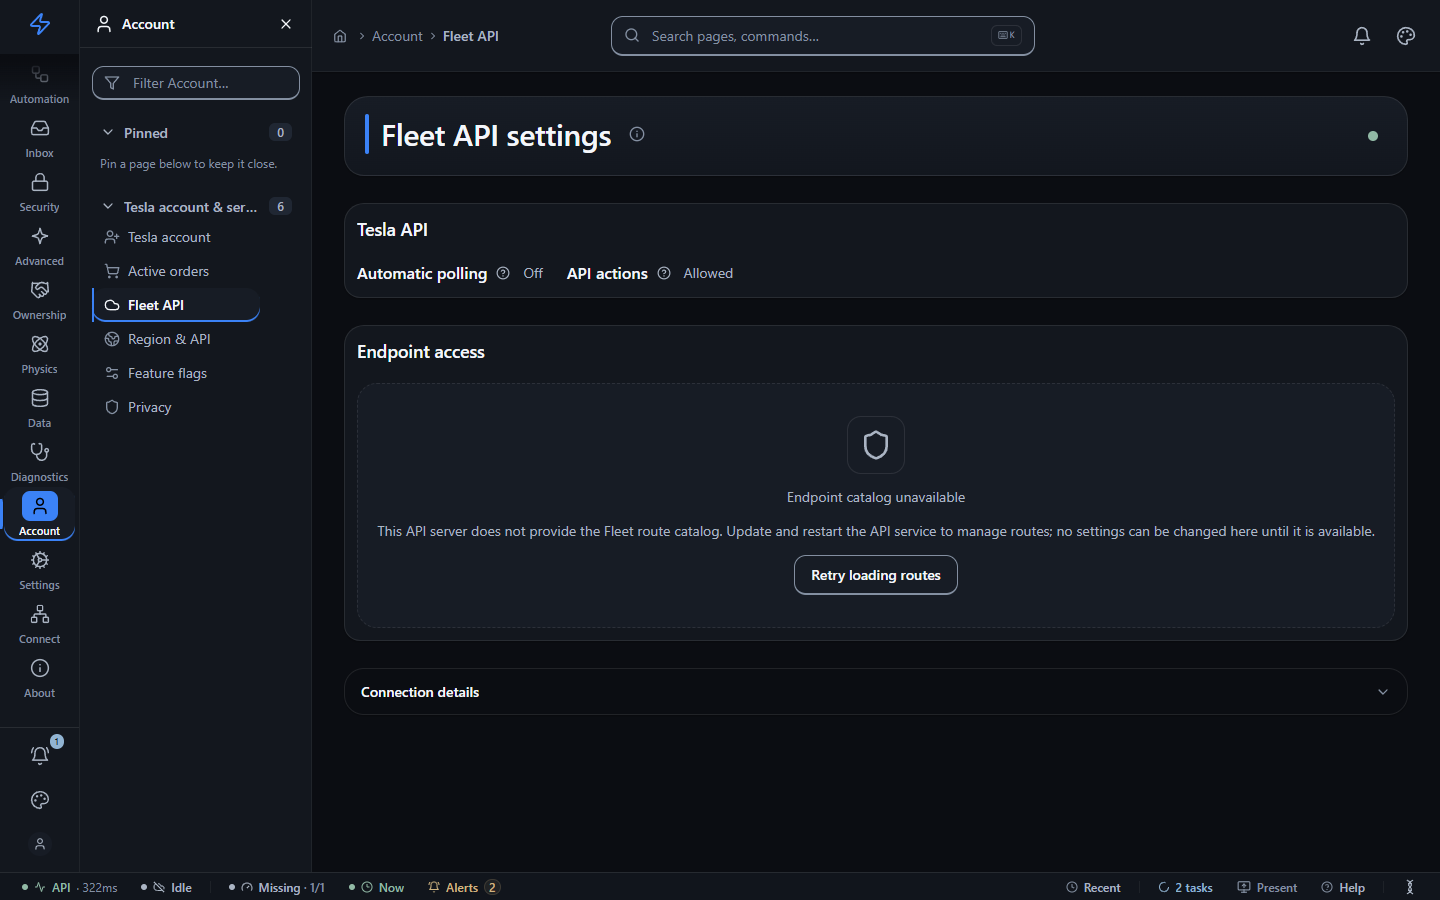 Account
Account
Fleet API
Search pages, commands...
K
Automation
Inbox
Security
Advanced
Ownership
Physics
Data
Diagnostics
Account
Settings
Connect
About
1
Filter Account...
Pinned
0
Pin a page below to keep it close.
Tesla account & ser...
6
Tesla account
Active orders
Fleet API
Region & API
Feature flags
Privacy
Fleet API settings
Tesla API
Automatic polling
Off
API actions
Allowed
Endpoint access
Endpoint catalog unavailable
This API server does not provide the Fleet route catalog. Update and restart the API service to manage routes; no settings can be changed here until it is available.
Retry loading routes
Connection details
API · 322ms
Idle
Missing · 1/1
Now
Alerts 2
Recent
2 tasks
Present
Help